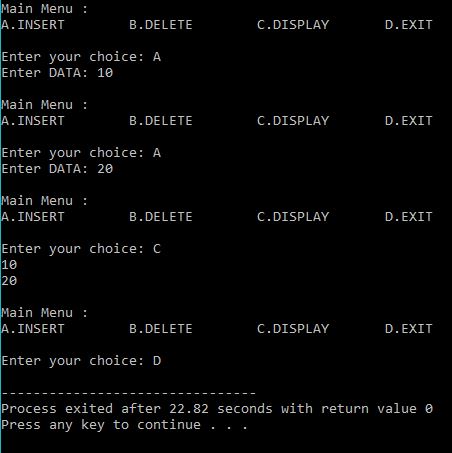 Main Menu :
A.INSERT        B.DELETE        C.DISPLAY       D.EXIT
Enter your choice: A
Enter DATA: 10
Main Menu :
A.INSERT        B.DELETE        C.DISPLAY       D.EXIT
Enter your choice: A
Enter DATA: 20
Main Menu :
A.INSERT        B.DELETE        C.DISPLAY       D.EXIT
Enter your choice: C
10
20
Main Menu :
A.INSERT        B.DELETE        C.DISPLAY       D.EXIT
Enter your choice: D
--------------------------------
Process exited after 22.82 seconds with return value 0
Press any key to continue . . .